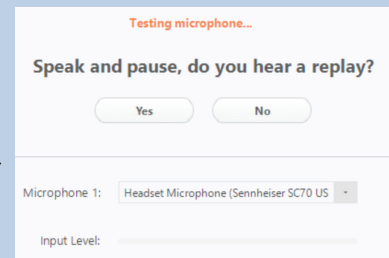 Testing microphone...
Speak and pause, do you hear a replay?
Yes No
Microphone 1: Headset Microphone (Sennheiser SC70 US
Input Level: